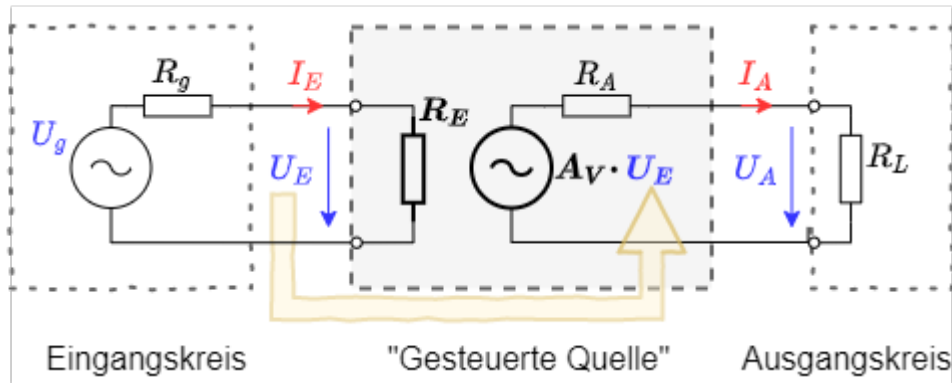 R_g I_E R_E R_A I_A
U_g U_E A_V · U_E U_A R_L
Eingangskreis "Gesteuerte Quelle" Ausgangskreis